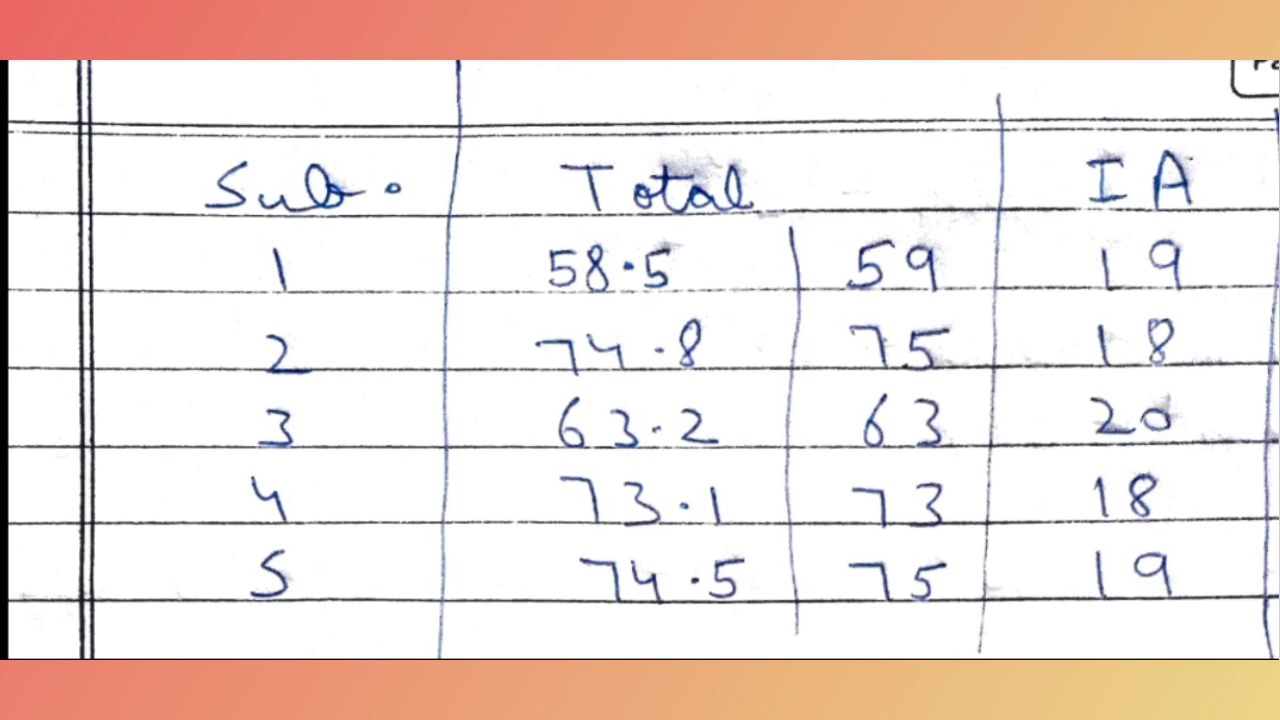 Sub. Total IA
1 58.5 59 19
2 74.8 75 18
3 63.2 63 20
4 73.1 73 18
5 74.5 75 19